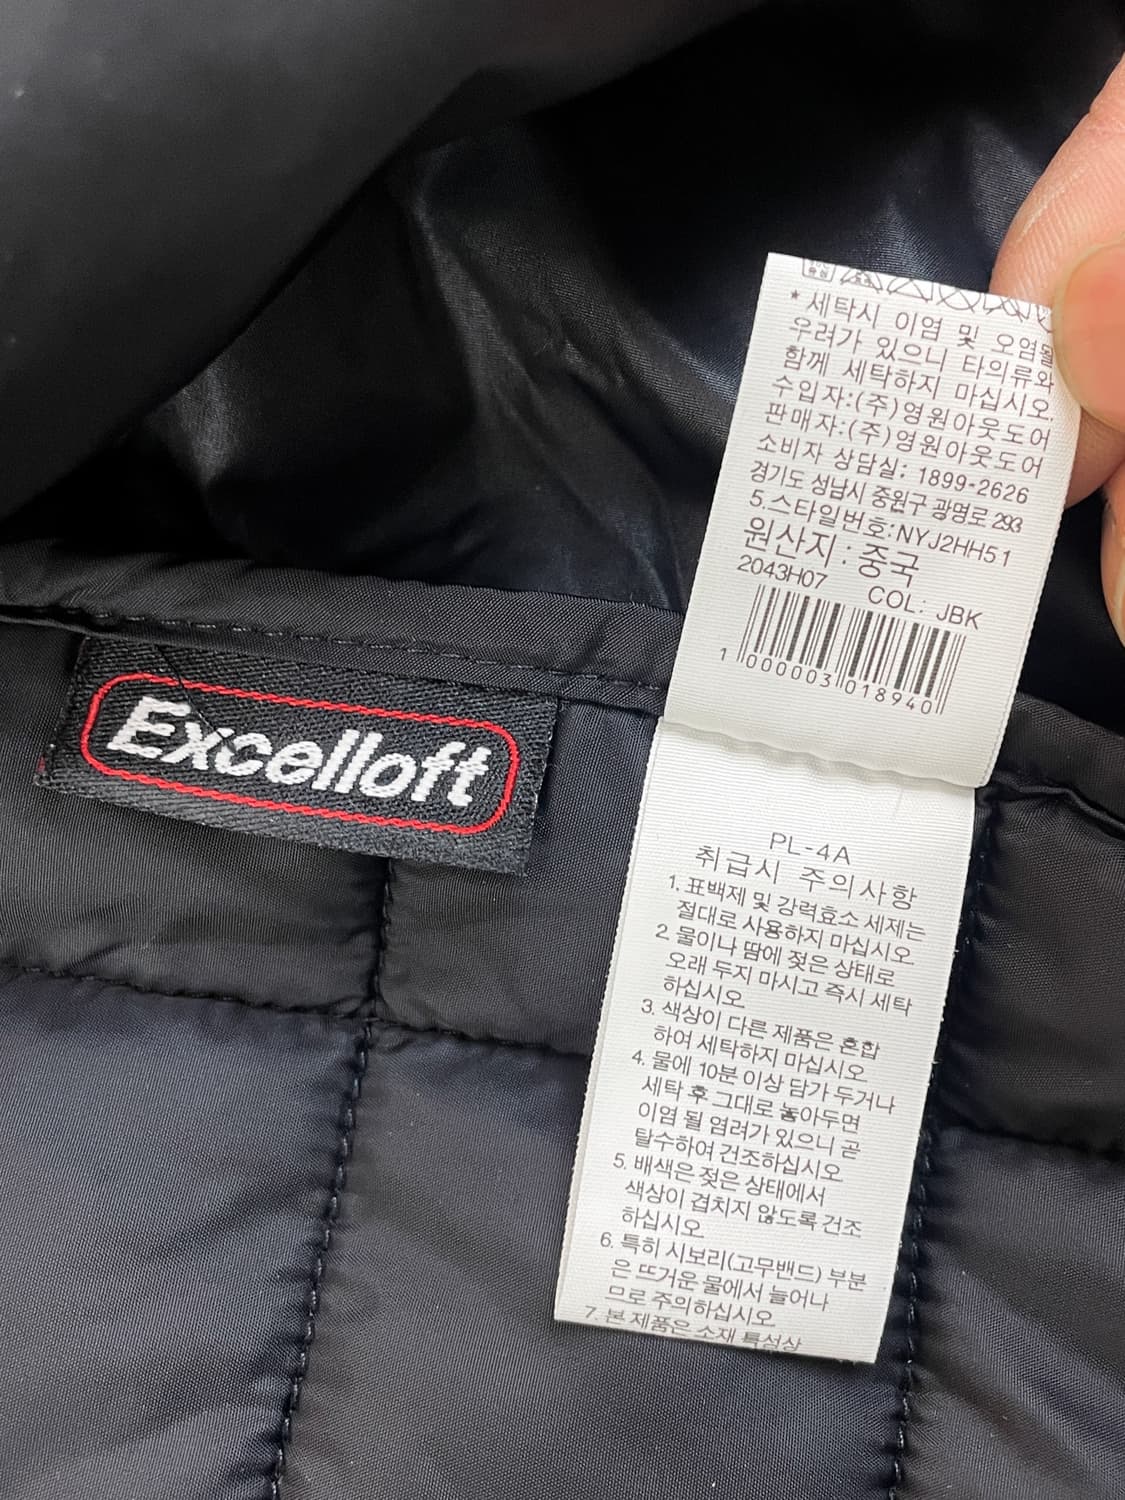 * 세탁시 이염 및 오염될
우려가 있으니 타의류와
함께 세탁하지 마십시오.
수입자:(주)영원아웃도어
판매자:(주)영원아웃도어
소비자 상담실: 1899-2626
경기도 성남시 중원구 광명로 293
5.스타일번호:NYJ2HH51
원산지 : 중국
2043H07 COL: JBK
1 000003 018940
Excelloft
PL-4A
취급시 주의사항
1. 표백제 및 강력효소 세제는
절대로 사용하지 마십시오.
2 물이나 땀에 젖은 상태로
오래 두지 마시고 즉시 세탁
하십시오.
3. 색상이 다른 제품은 혼합
하여 세탁하지 마십시오
4. 물에 10분 이상 담가 두거나
세탁 후 그대로 놓아두면
이염 될 염려가 있으니 곧
탈수하여 건조하십시오
5. 배색은 젖은 상태에서
색상이 겹치지 않도록 건조
하십시오.
6. 특히 시보리(고무밴드) 부분
은 뜨거운 물에서 늘어나
므로 주의하십시오
7. 본 제품은 소재 특성상